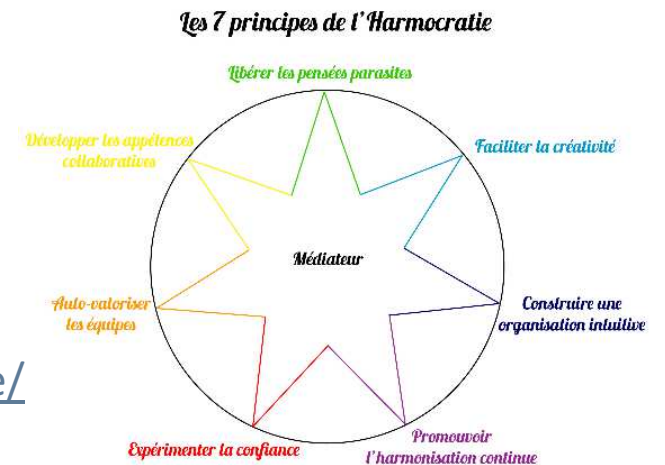 Les 7 principes de l'Harmocratie
Libérer les pensées parasites
Développer les appétences
collaboratives
Faciliter la créativité
Médiateur
Auto-valoriser
les équipes
Construire une
organisation intuitive
e/
Expérimenter la confiance
Promouvoir
l'harmonisation continue